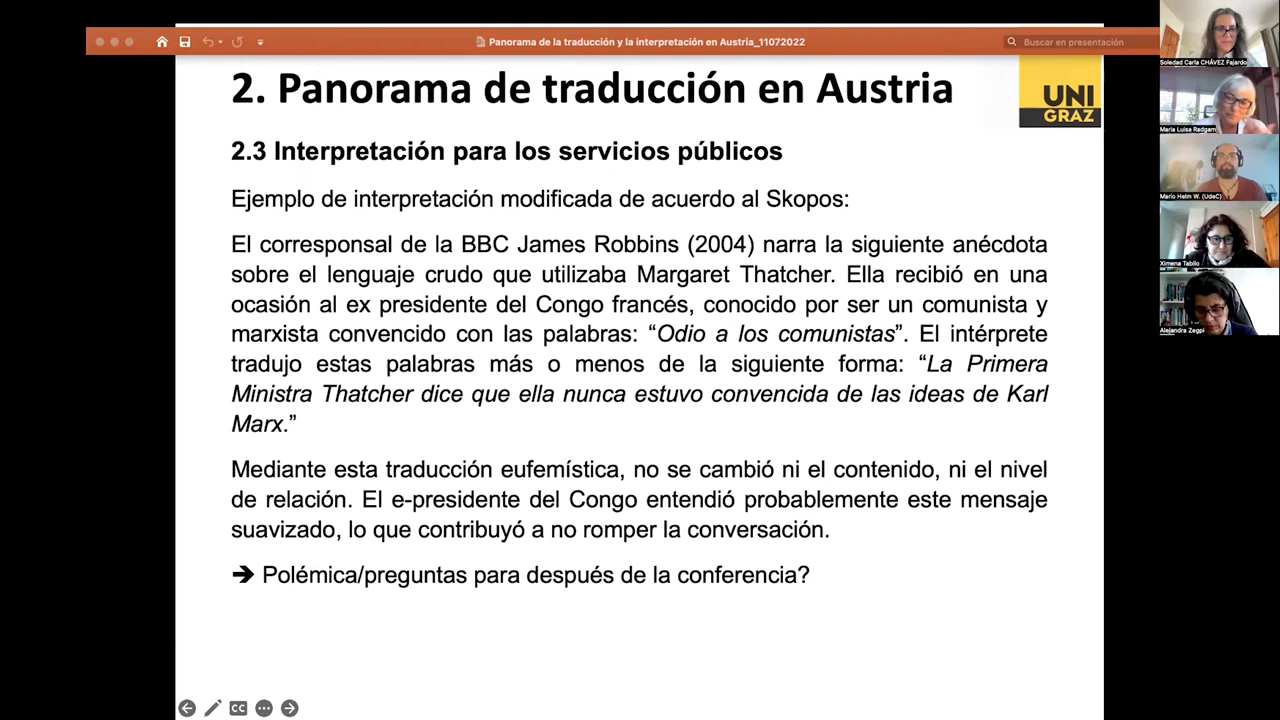 Panorama de la traducción y la interpretación en Austria_11072022
Buscar en presentación
2. Panorama de traducción en Austria
UNI
GRAZ
2.3 Interpretación para los servicios públicos
Ejemplo de interpretación modificada de acuerdo al Skopos:
El corresponsal de la BBC James Robbins (2004) narra la siguiente anécdota
sobre el lenguaje crudo que utilizaba Margaret Thatcher. Ella recibió en una
ocasión al ex presidente del Congo francés, conocido por ser un comunista y
marxista convencido con las palabras: “Odio a los comunistas”. El intérprete
tradujo estas palabras más o menos de la siguiente forma: “La Primera
Ministra Thatcher dice que ella nunca estuvo convencida de las ideas de Karl
Marx.”
Mediante esta traducción eufemística, no se cambió ni el contenido, ni el nivel
de relación. El e-presidente del Congo entendió probablemente este mensaje
suavizado, lo que contribuyó a no romper la conversación.
➔ Polémica/preguntas para después de la conferencia?
CC
Soledad Carla CHÁVEZ Fajardo
Maria Luisa Radgam
Mario Helm W. (UdeC)
Ximena Tabilo
Alejandra Zegpi